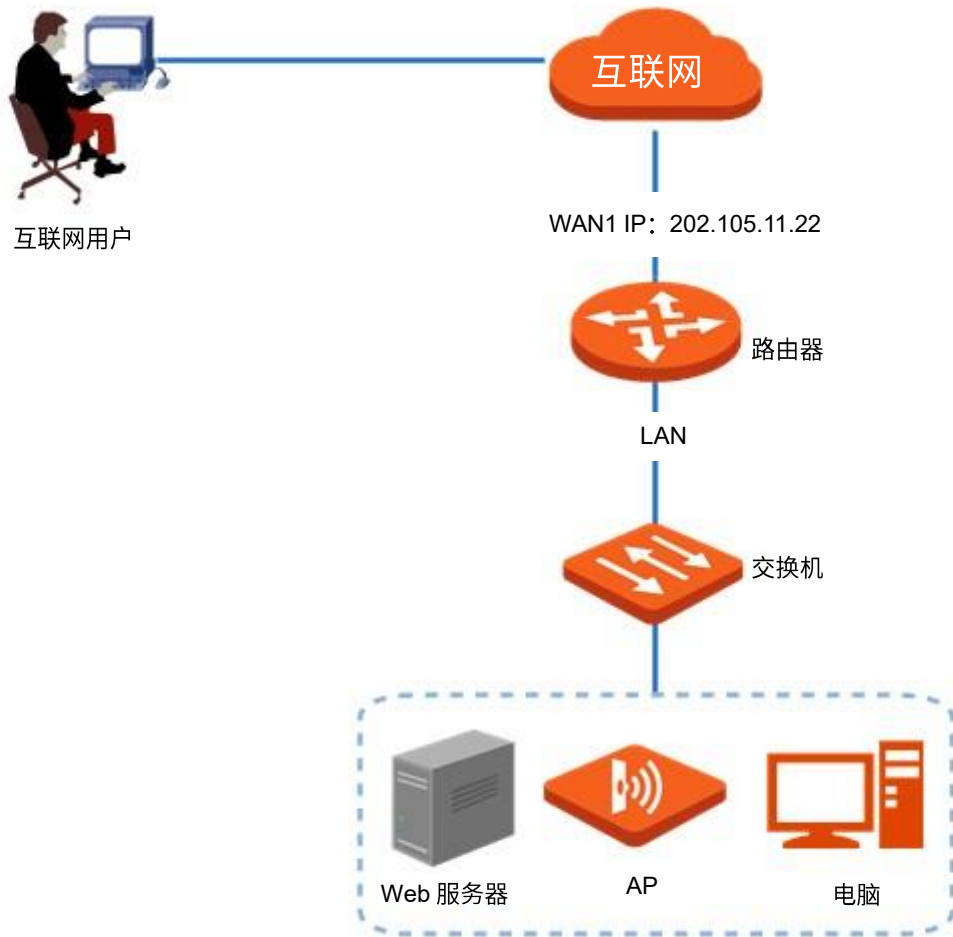 互联网
互联网用户
WAN1 IP：202.105.11.22
路由器
LAN
交换机
Web 服务器
AP
电脑